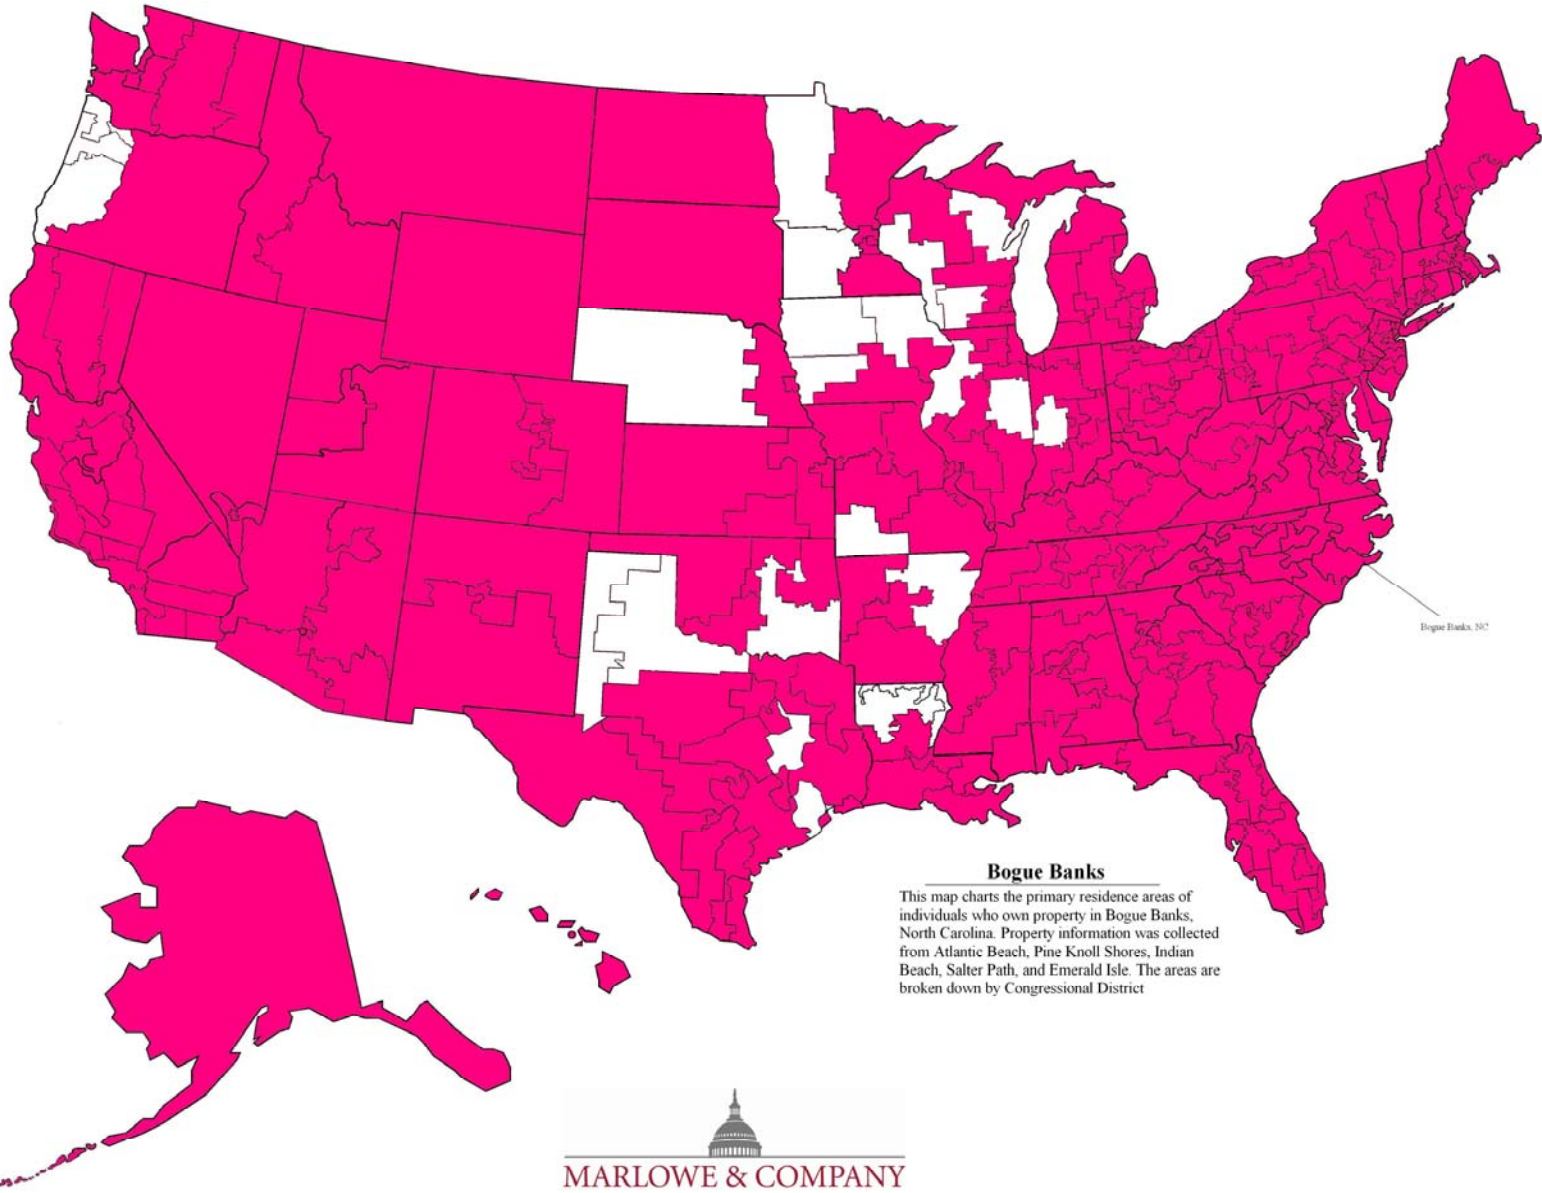 Bogue Banks, NC
Bogue Banks
This map charts the primary residence areas of
individuals who own property in Bogue Banks,
North Carolina. Property information was collected
from Atlantic Beach, Pine Knoll Shores, Indian
Beach, Salter Path, and Emerald Isle. The areas are
broken down by Congressional District
MARLOWE & COMPANY